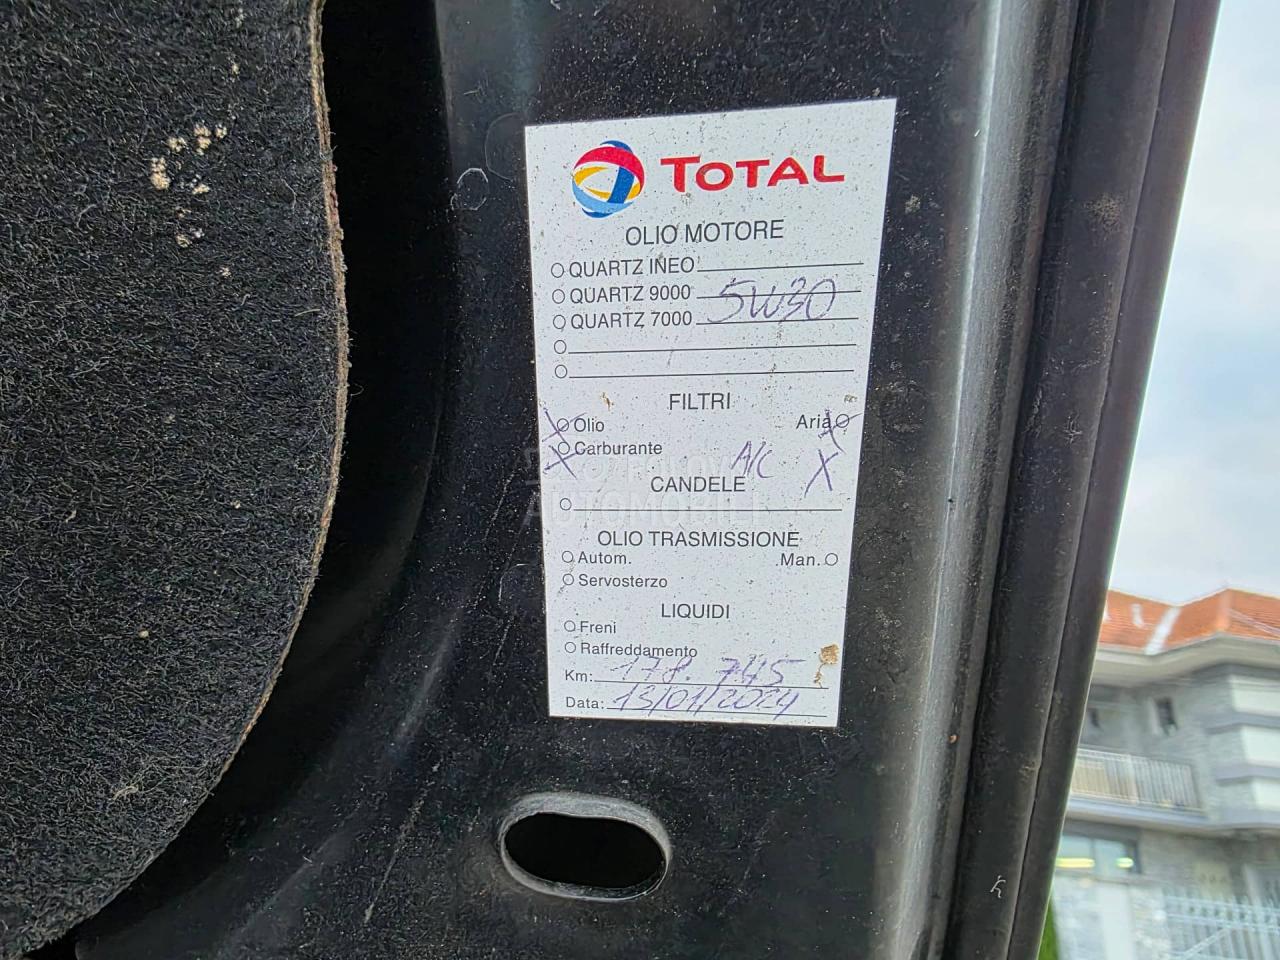 TOTAL
OLIO MOTORE
QUARTZ INEO
QUARTZ 9000 5W30
QUARTZ 7000
FILTRI
Olio X Aria X
Carburante X A/C X
CANDELE
OLIO TRASMISSIONE
Autom. Man.
Servosterzo
LIQUIDI
Freni
Raffreddamento
Km: 178.745
Data: 13/01/2024
AUTOMOBILI